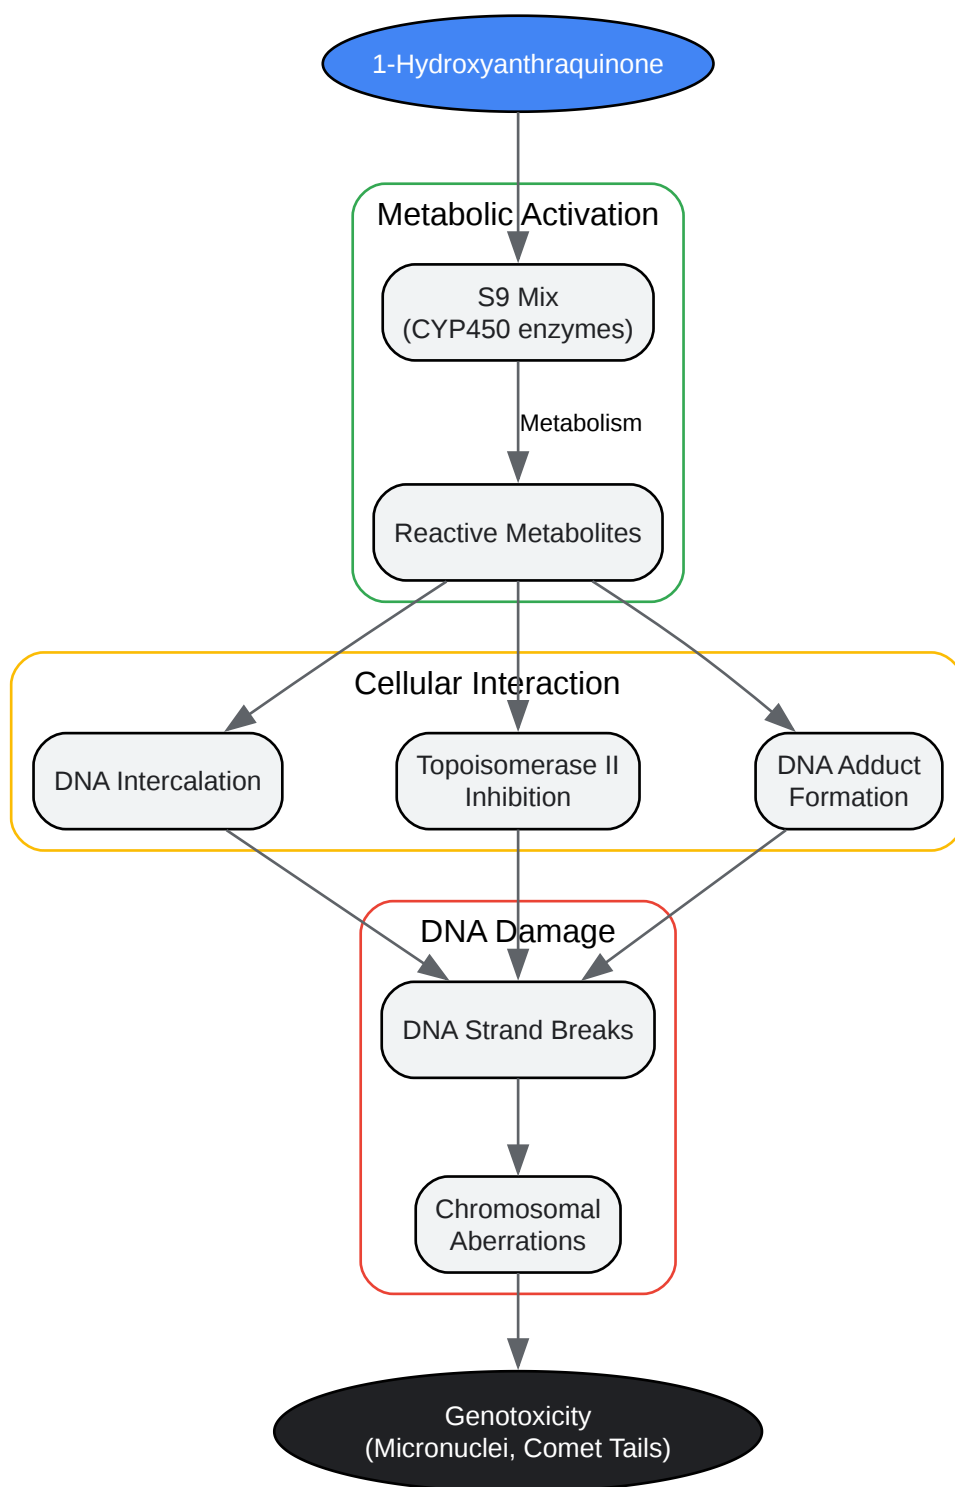 1-Hydroxyanthraquinone
Metabolic Activation
S9 Mix
(CYP450 enzymes)
Metabolism
Reactive Metabolites
Cellular Interaction
DNA Intercalation
Topoisomerase II
Inhibition
DNA Adduct
Formation
DNA Damage
DNA Strand Breaks
Chromosomal
Aberrations
Genotoxicity
(Micronuclei, Comet Tails)